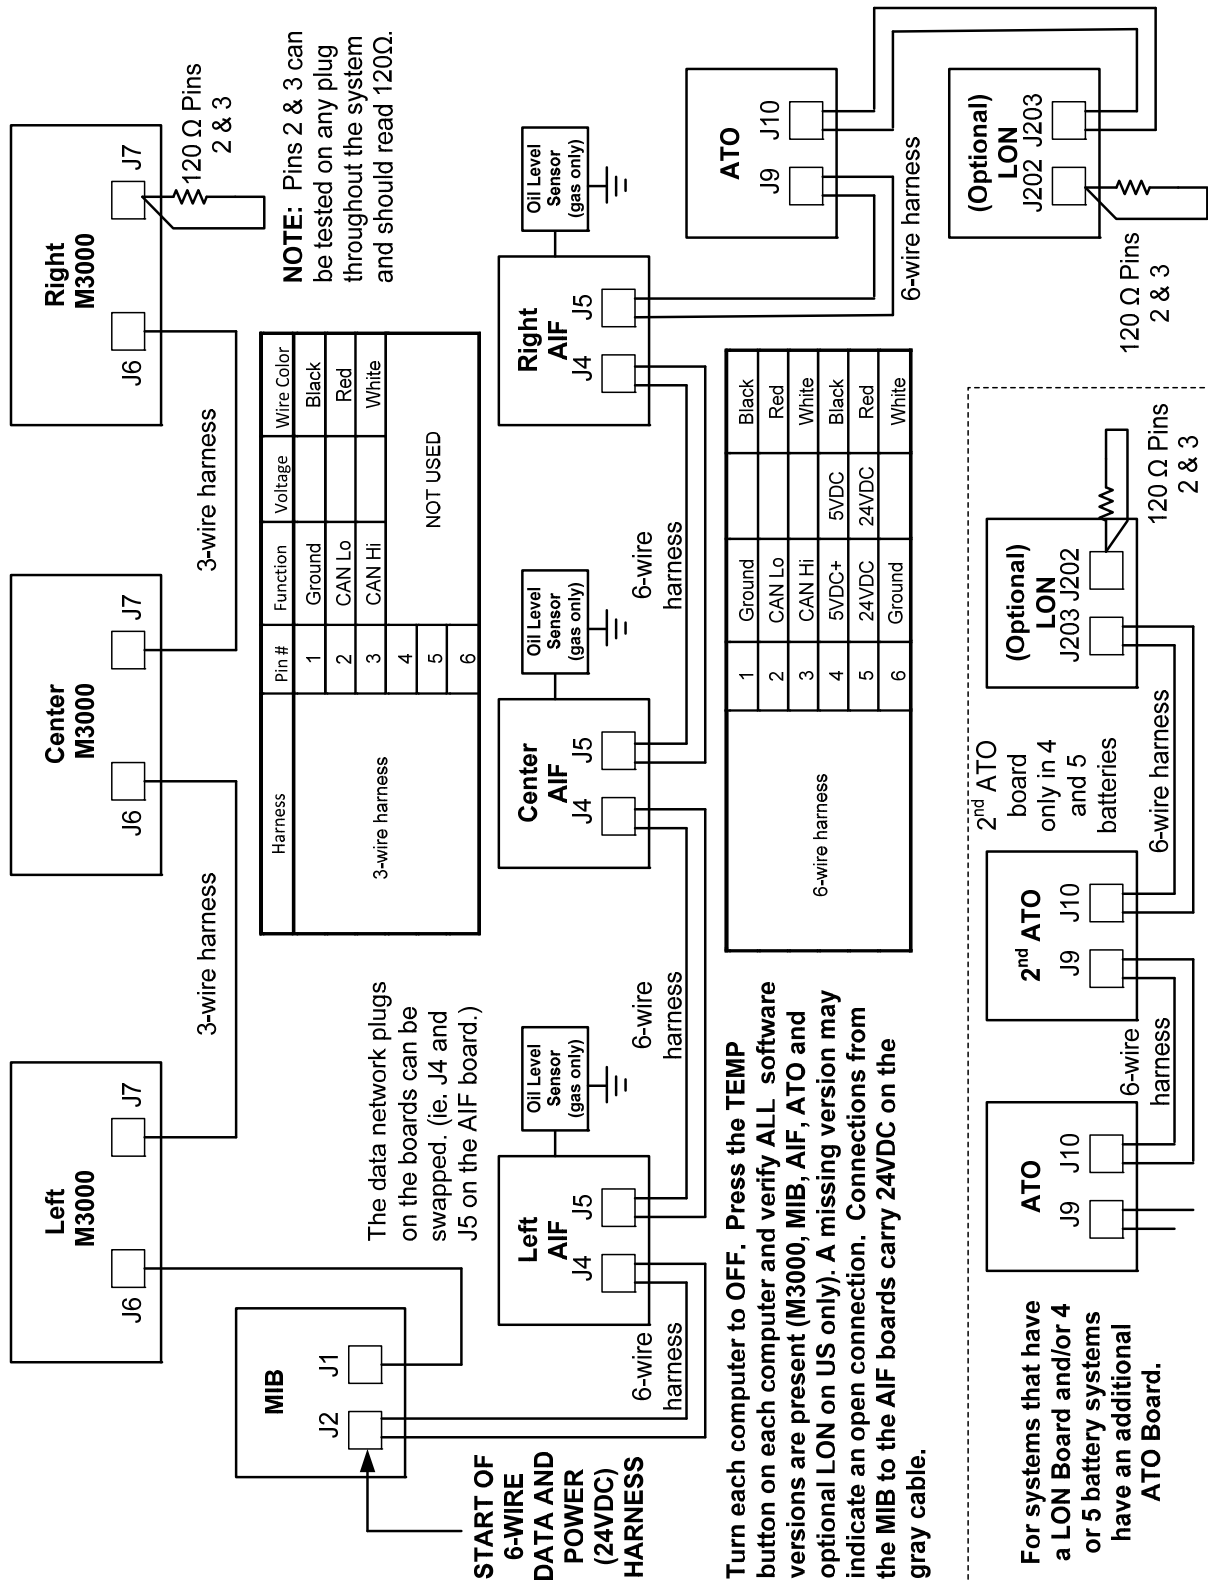 Left
M3000
J6
J7
3-wire harness
Center
M3000
J6
J7
3-wire harness
Right
M3000
J6
J7
120 Ω Pins
2 & 3
NOTE: Pins 2 & 3 can
be tested on any plug
throughout the system
and should read 120Ω.
MIB
J2
J1
START OF
6-WIRE
DATA AND
POWER
(24VDC)
HARNESS
The data network plugs
on the boards can be
swapped. (ie. J4 and
J5 on the AIF board.)
Harness Pin # Function Voltage Wire Color
3-wire harness
1 Ground Black
2 CAN Lo Red
3 CAN Hi White
4
5
6
NOT USED
6-wire
harness
Left
AIF
J4
J5
Oil Level
Sensor
(gas only)
6-wire
harness
Center
AIF
J4
J5
Oil Level
Sensor
(gas only)
6-wire
harness
Right
AIF
J4
J5
Oil Level
Sensor
(gas only)
6-wire harness
ATO
J9
J10
(Optional)
LON
J202
J203
120 Ω Pins
2 & 3
Turn each computer to OFF. Press the TEMP
button on each computer and verify ALL software
versions are present (M3000, MIB, AIF, ATO and
optional LON on US only). A missing version may
indicate an open connection. Connections from
the MIB to the AIF boards carry 24VDC on the
gray cable.
6-wire harness
1 Ground Black
2 CAN Lo Red
3 CAN Hi White
4 5VDC+ 5VDC Black
5 24VDC 24VDC Red
6 Ground White
For systems that have
a LON Board and/or 4
or 5 battery systems
have an additional
ATO Board.
ATO
J9
J10
6-wire
harness
2nd ATO
J9
J10
2nd ATO
board
only in 4
and 5
batteries
6-wire harness
(Optional)
LON
J203
J202
120 Ω Pins
2 & 3